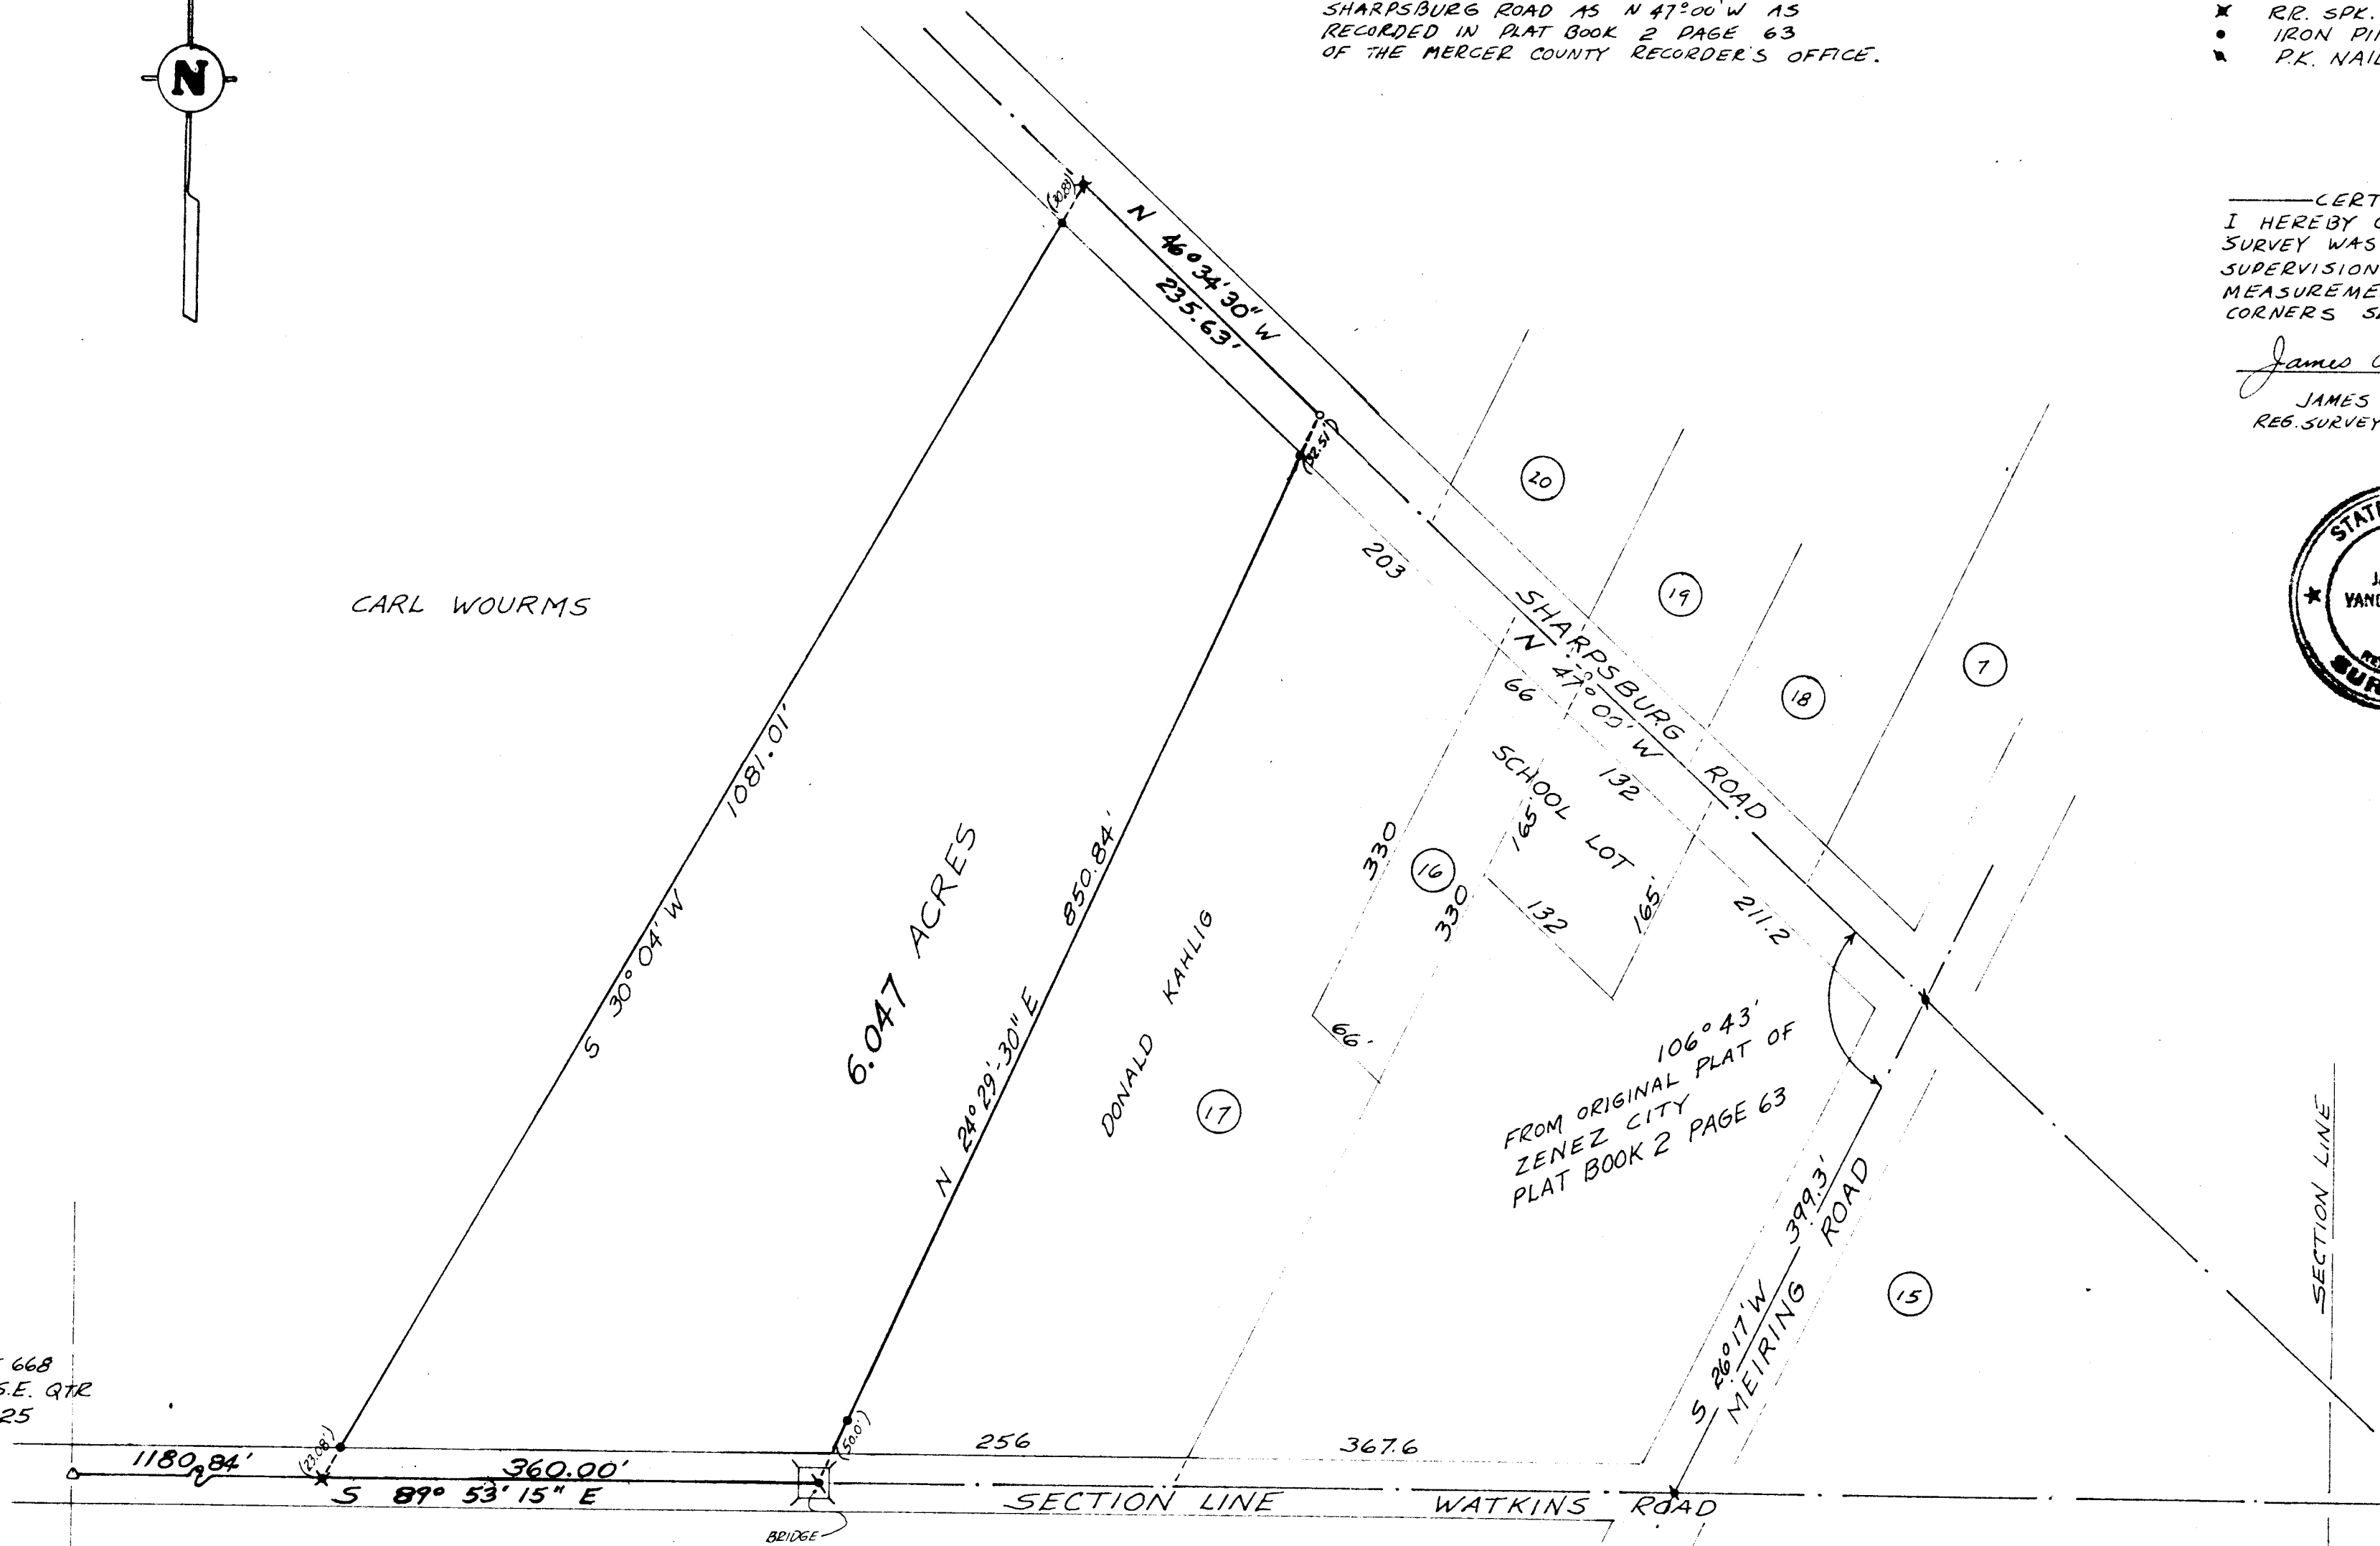 N
SHARPSBURG ROAD AS N 47°00' W AS
RECORDED IN PLAT BOOK 2 PAGE 63
OF THE MERCER COUNTY RECORDER'S OFFICE.
RR. SPK.
IRON
P.K. NAIL
I HEREBY
SURVEY WAS
SUPERVISION
CORNERS
James
JAMES
REG. SURVEY
(30.83')
N 46°34'30" W
235.63'
(32.51')
20
19
18
7
203
SHARPSBURG ROAD
N 47°00' W
66
132
211.2
SCHOOL LOT
165'
165'
132
330
330
16
66
CARL WOURMS
1081.01'
S 30°04' W
6.047 ACRES
850.84'
N 24°29'-30" E
DONALD KAHLIG
17
106°43'
FROM ORIGINAL PLAT OF
ZENEZ CITY
PLAT BOOK 2 PAGE 63
S 26°17' W 399.3'
MEIRING ROAD
15
SECTION LINE
668
S.E. QTR
25
1180.84'
(23.08')
360.00'
S 89° 53' 15" E
(50.0')
BRIDGE
256
367.6
SECTION LINE WATKINS ROAD